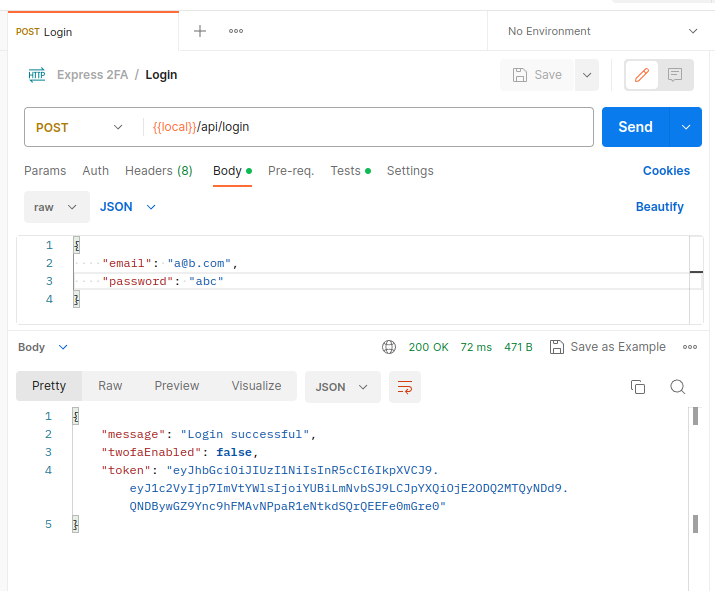 POST Login
No Environment
HTTP Express 2FA / Login
Save
POST {{local}}/api/login
Send
Params Auth Headers (8) Body Pre-req. Tests Settings Cookies
raw JSON Beautify
1 {
2 "email": "a@b.com",
3 "password": "abc"
4 }
Body 200 OK 72 ms 471 B Save as Example
Pretty Raw Preview Visualize JSON
1 {
2 "message": "Login successful",
3 "twofaEnabled": false,
4 "token": "eyJhbGciOiJIUzI1NiIsInR5cCI6IkpXVCJ9.
eyJ1c2VyIjp7ImVtYWlsIjoiYUBiLmNvbSJ9LCJpYXQiOjE2ODQ2MTQyNDd9.
QNDBywGZ9Ync9hFMAvNPpaR1eNtkdSQrQEEFe0mGre0"
5 }